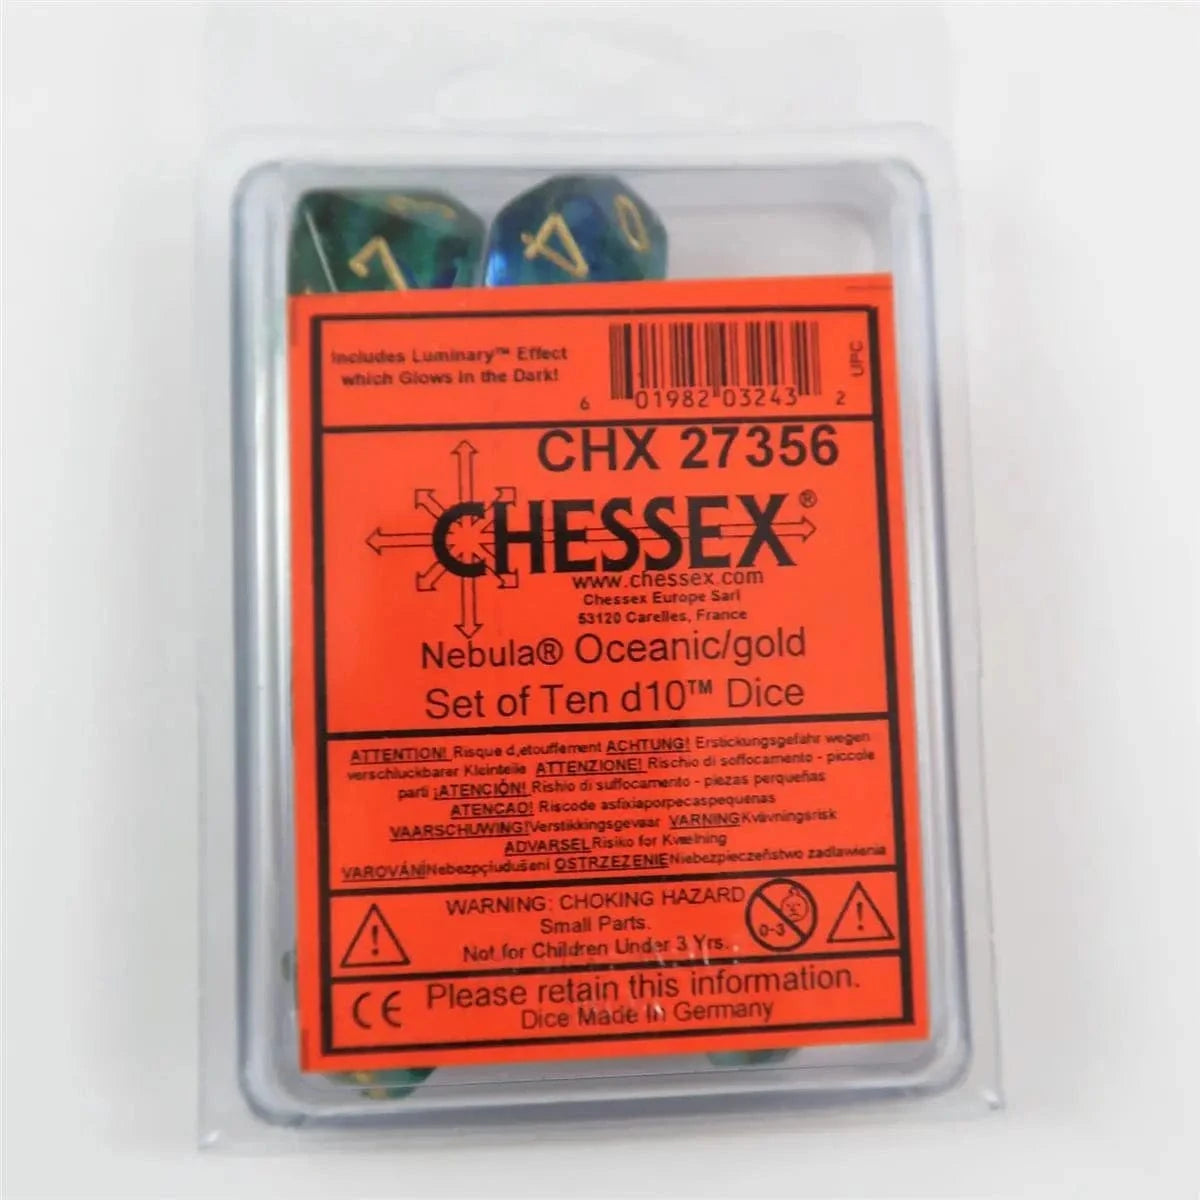 Includes Luminary™ Effect
which Glows in the Dark!
6 01982 03243 2
UPC
CHX 27356
CHESSEX®
www.chessex.com
Chessex Europe Sarl
53120 Carelles, France
Nebula® Oceanic/gold
Set of Ten d10™ Dice
ATTENTION! Risque d,etouffement ACHTUNG! Erstickungsgefahr wegen
verschluckbarer Kleinteile ATTENZIONE! Rischio di soffocamento - piccole
parti ¡ATENCIÓN! Rishio di suffocamento - piezas perqueñas
ATENCAO! Riscode asfixiaporpecaspequenas
VAARSCHUWING! Verstikkingsgevaar VARNING Kvävningsrisk
ADVARSEL Risiko for Kvælning
VAROVÁNÍ OSTRZEZENIE Niebezpieczeństwo zadlawienia
WARNING: CHOKING HAZARD
Small Parts.
Not for Children Under 3 Yrs.
0-3
CE Please retain this information.
Dice Made in Germany